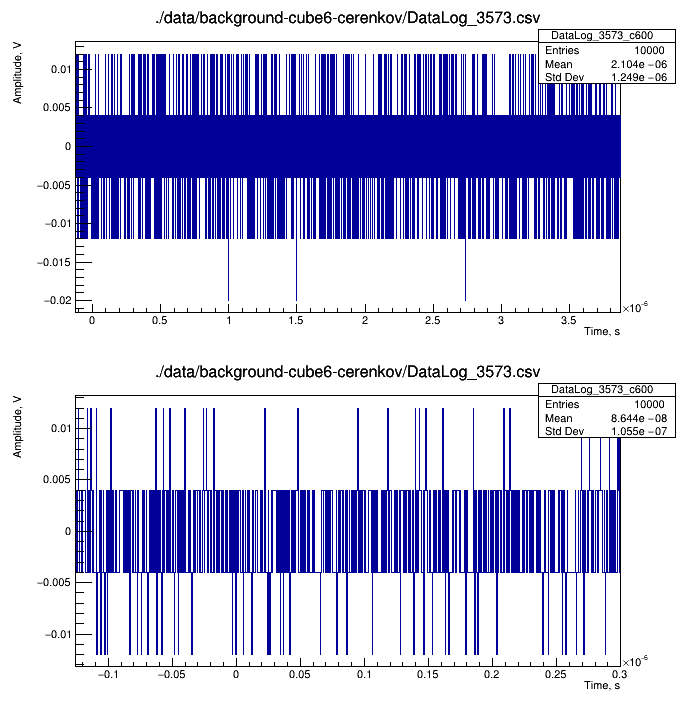 ./data/background-cube6-cerenkov/DataLog_3573.csv
DataLog_3573_c600
Entries 10000
Mean 2.104e −06
Std Dev 1.249e −06
Amplitude, V
0.01
0.005
0
−0.005
−0.01
−0.015
−0.02
0 0.5 1 1.5 2 2.5 3 3.5
×10−6
Time, s
./data/background-cube6-cerenkov/DataLog_3573.csv
DataLog_3573_c600
Entries 10000
Mean 8.644e −08
Std Dev 1.055e −07
Amplitude, V
0.01
0.005
0
−0.005
−0.01
−0.1 −0.05 0 0.05 0.1 0.15 0.2 0.25 0.3
×10−6
Time, s